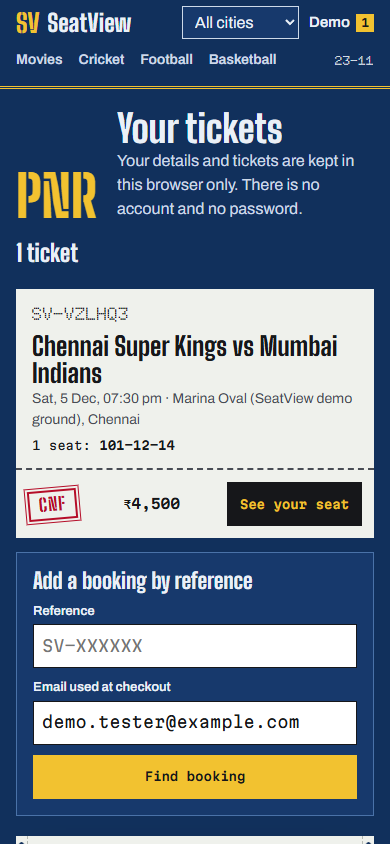 SV SeatView
All cities
Demo 1
Movies Cricket Football Basketball
23-11
Your tickets
PNR
Your details and tickets are kept in
this browser only. There is no
account and no password.
1 ticket
SV-VZLHQ3
Chennai Super Kings vs Mumbai
Indians
Sat, 5 Dec, 07:30 pm · Marina Oval (SeatView demo
ground), Chennai
1 seat: 101-12-14
CNF
₹4,500
See your seat
Add a booking by reference
Reference
SV-XXXXXX
Email used at checkout
demo.tester@example.com
Find booking